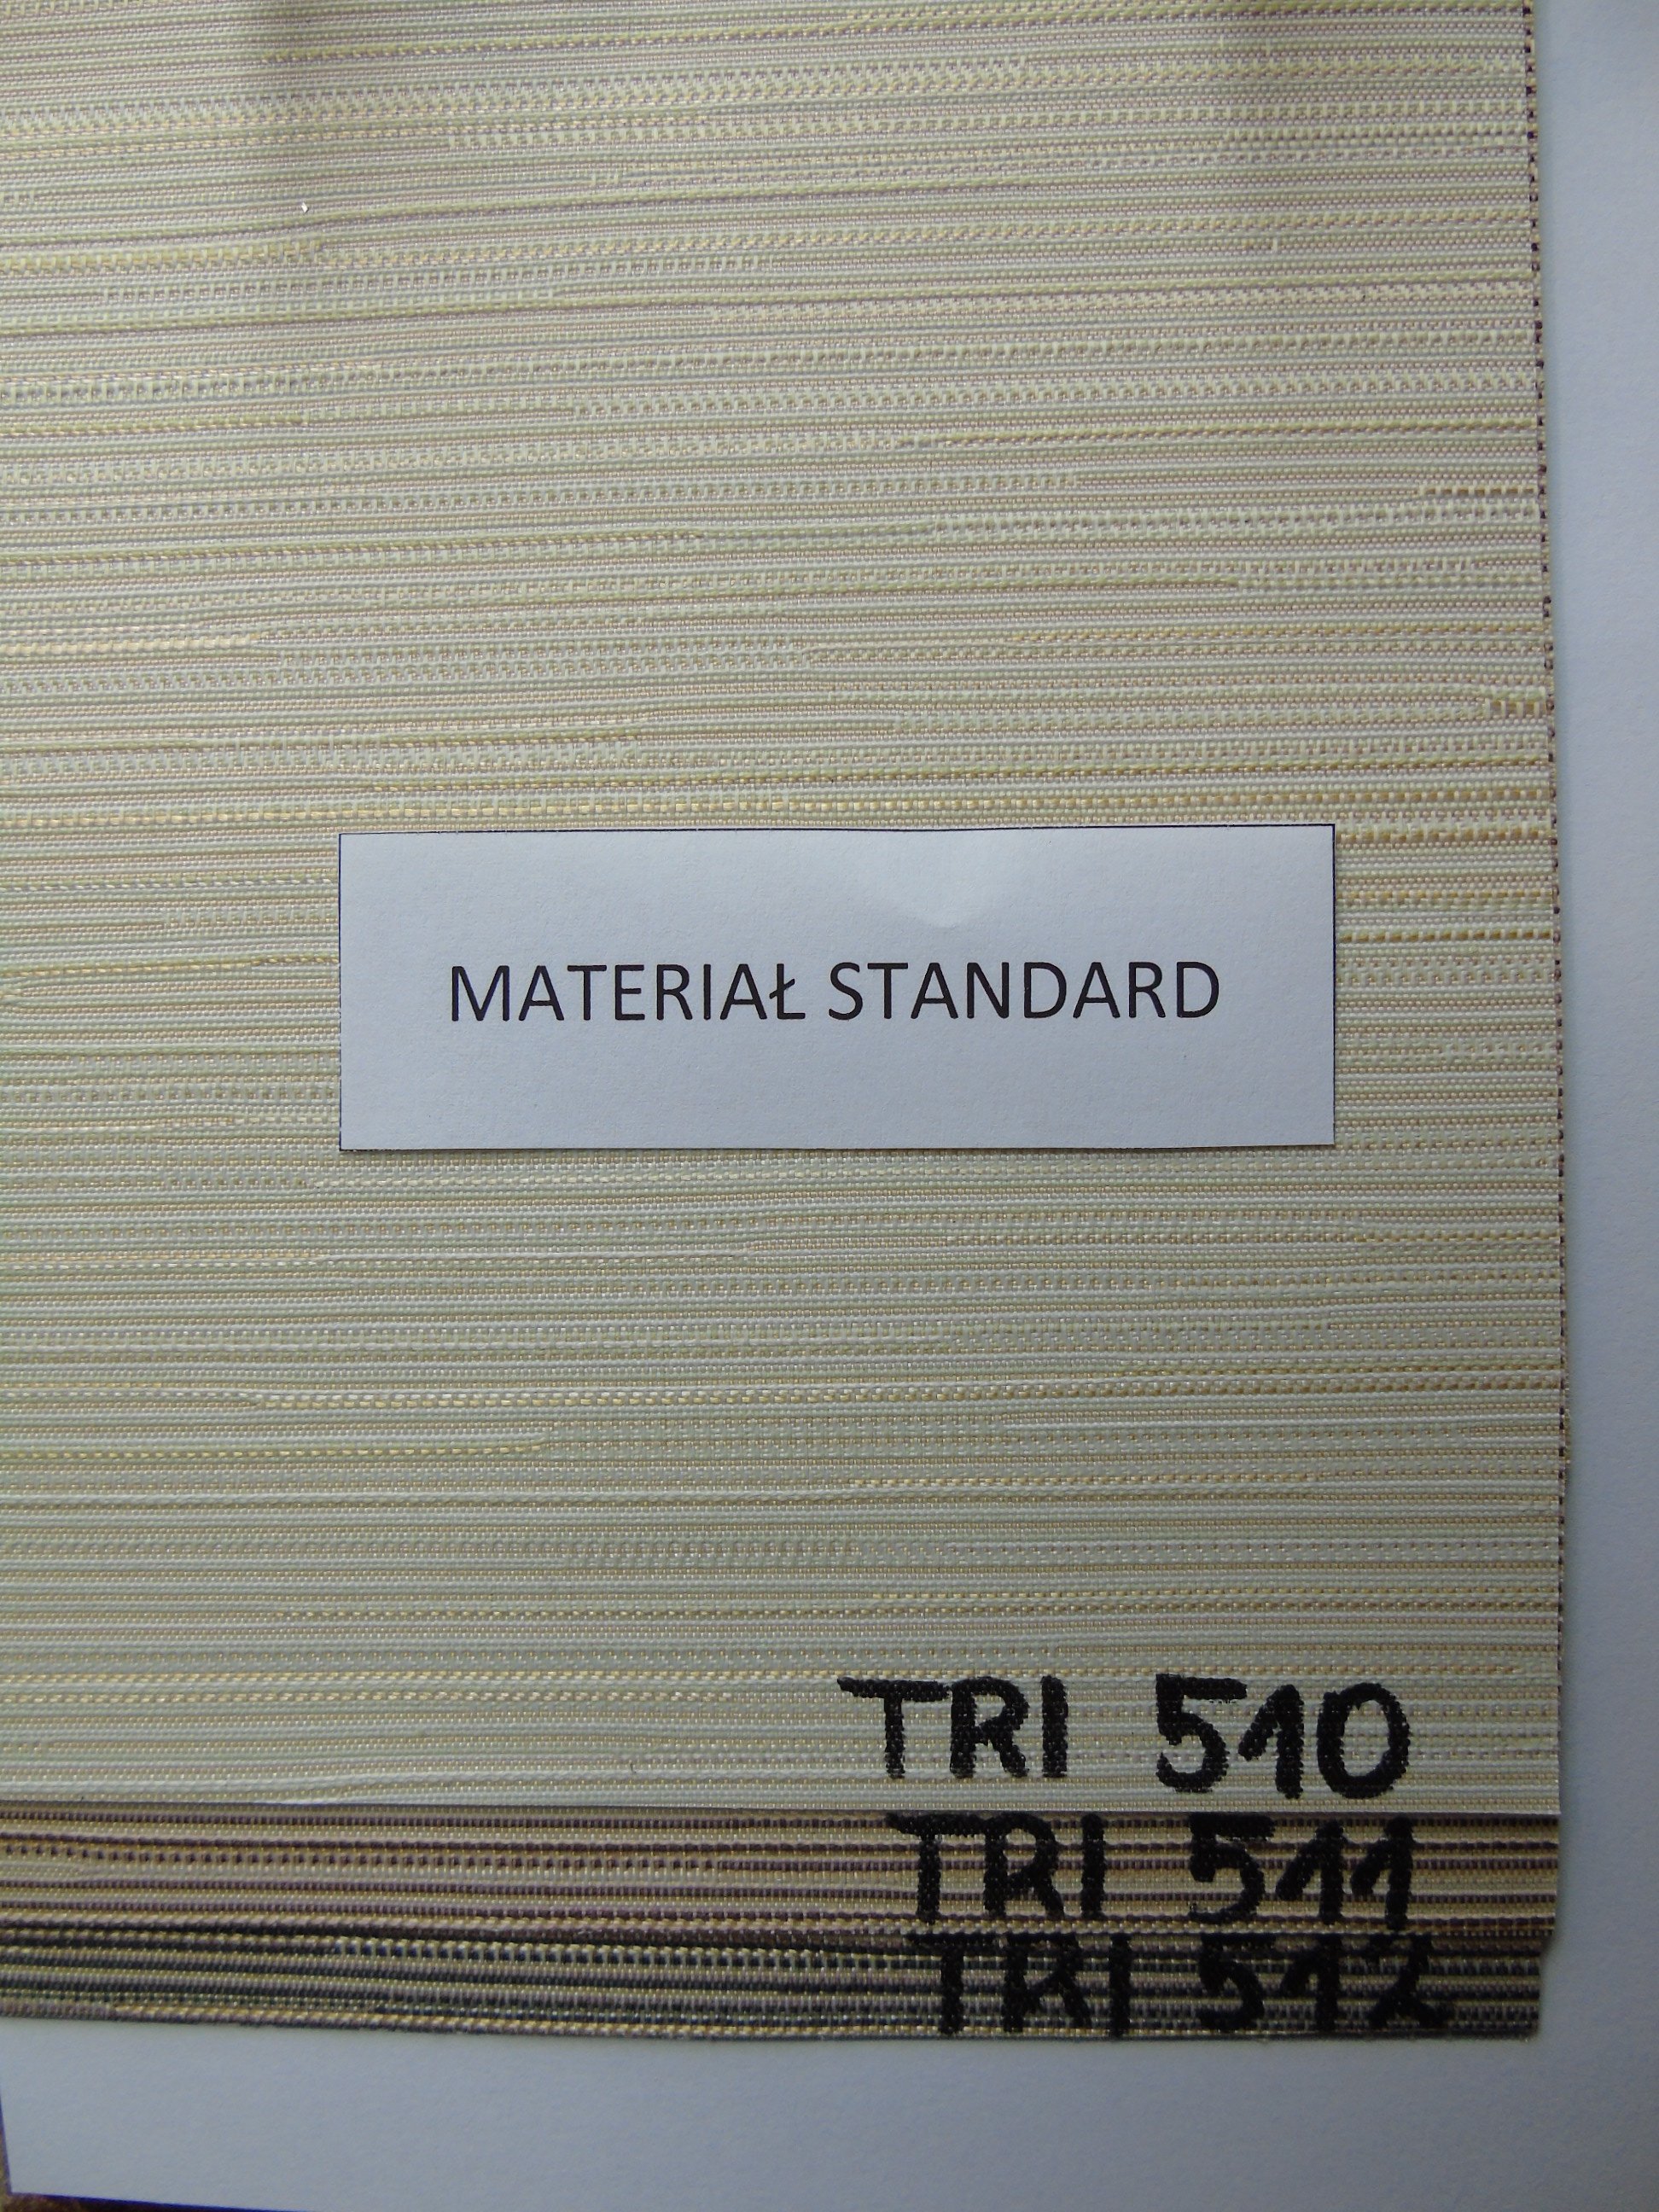 MATERIAŁ STANDARD
TRI 510
TRI 511
TRI 512